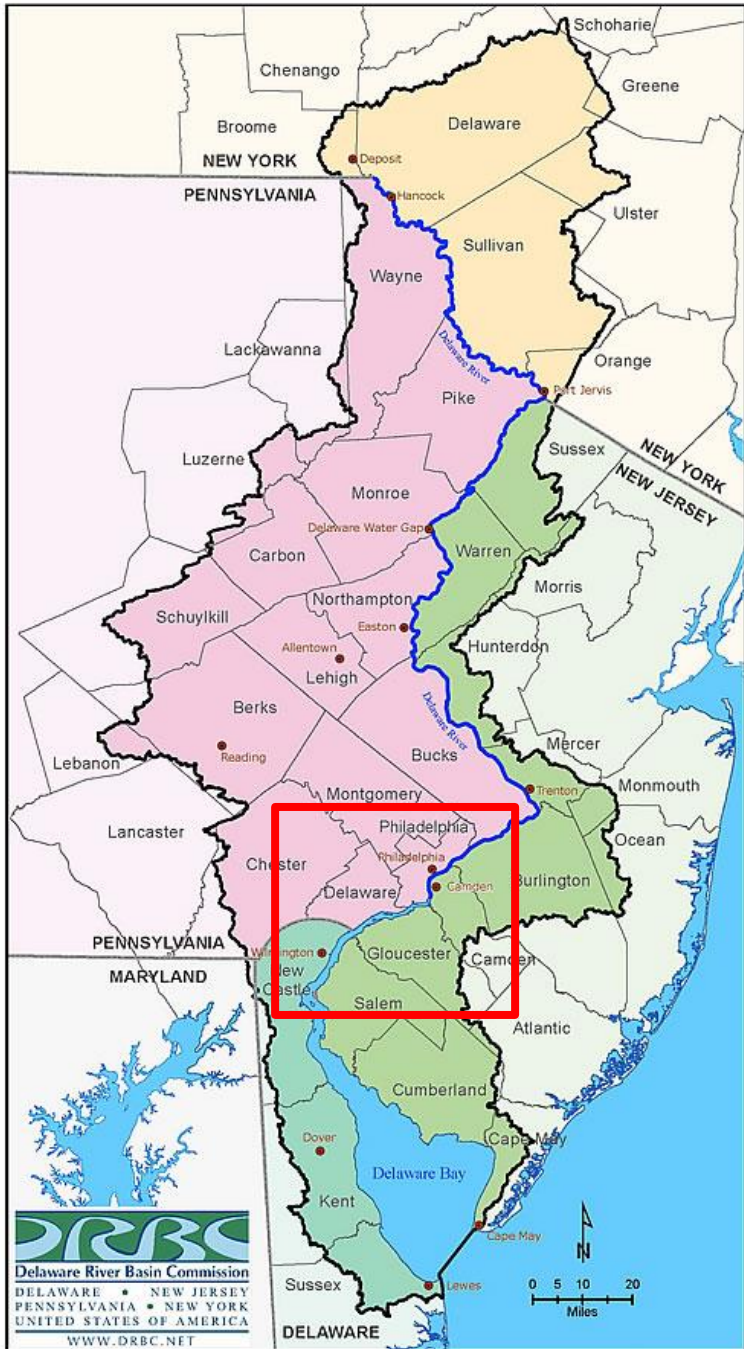 Schoharie
Chenango
Greene
Delaware
Broome
Deposit
NEW YORK
PENNSYLVANIA
Hancock
Ulster
Sullivan
Wayne
Delaware River
Lackawanna
Orange
Port Jervis
Pike
Sussex
NEW YORK
NEW JERSEY
Luzerne
Monroe
Delaware Water Gap
Warren
Carbon
Morris
Northampton
Schuylkill
Easton
Hunterdon
Allentown
Lehigh
Berks
Delaware River
Mercer
Bucks
Reading
Lebanon
Monmouth
Trenton
Montgomery
Lancaster
Philadelphia
Ocean
Chester
Philadelphia
Delaware
Camden
Burlington
PENNSYLVANIA
Wilmington
Gloucester
Camden
MARYLAND
New
Castle
Salem
Atlantic
Cumberland
Dover
Cape May
Delaware Bay
Kent
Cape May
N
DRBC
Delaware River Basin Commission
DELAWARE • NEW JERSEY
PENNSYLVANIA • NEW YORK
UNITED STATES OF AMERICA
WWW.DRBC.NET
Sussex
Lewes
0 5 10 20
Miles
DELAWARE